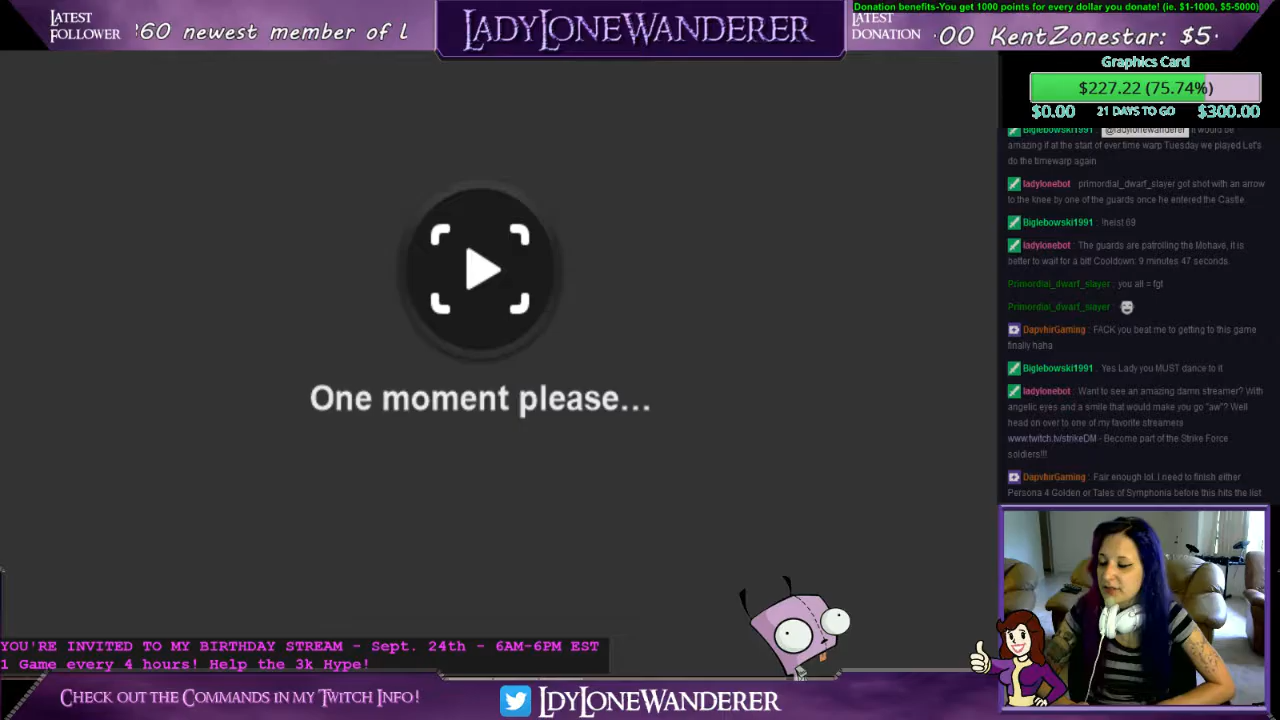 LATEST
FOLLOWER
60 newest member of l
LADYLONEWANDERER
Donation benefits-You get 1000 points for every dollar you donate! (ie. $1-1000, $5-5000)
LATEST
DONATION
00 KentZonestar: $5
Graphics Card
$227.22 (75.74%)
$0.00 21 DAYS TO GO $300.00
Biglebowski1991 : @ladylonewanderer it would be
amazing if at the start of ever time warp Tuesday we played Let's
do the timewarp again
ladylonebot : primordial_dwarf_slayer got shot with an arrow
to the knee by one of the guards once he entered the Castle.
Biglebowski1991 : !heist 69
ladylonebot : The guards are patrolling the Mohave, it is
better to wait for a bit! Cooldown: 9 minutes 47 seconds.
Primordial_dwarf_slayer : you all = fgt
Primordial_dwarf_slayer :
DapvhirGaming : FACK you beat me to getting to this game
finally haha
Biglebowski1991 : Yes Lady you MUST dance to it
ladylonebot : Want to see an amazing damn streamer? With
angelic eyes and a smile that would make you go "aw"? Well
head on over to one of my favorite streamers
www.twitch.tv/strikeDM - Become part of the Strike Force
soldiers!!!
DapvhirGaming : Fair enough lol. I need to finish either
Persona 4 Golden or Tales of Symphonia before this hits the list
One moment please...
YOU'RE INVITED TO MY BIRTHDAY STREAM - Sept. 24th - 6AM-6PM EST
1 Game every 4 hours! Help the 3k Hype!
CHECK OUT THE COMMANDS IN MY TWITCH INFO!
LDYLONEWANDERER